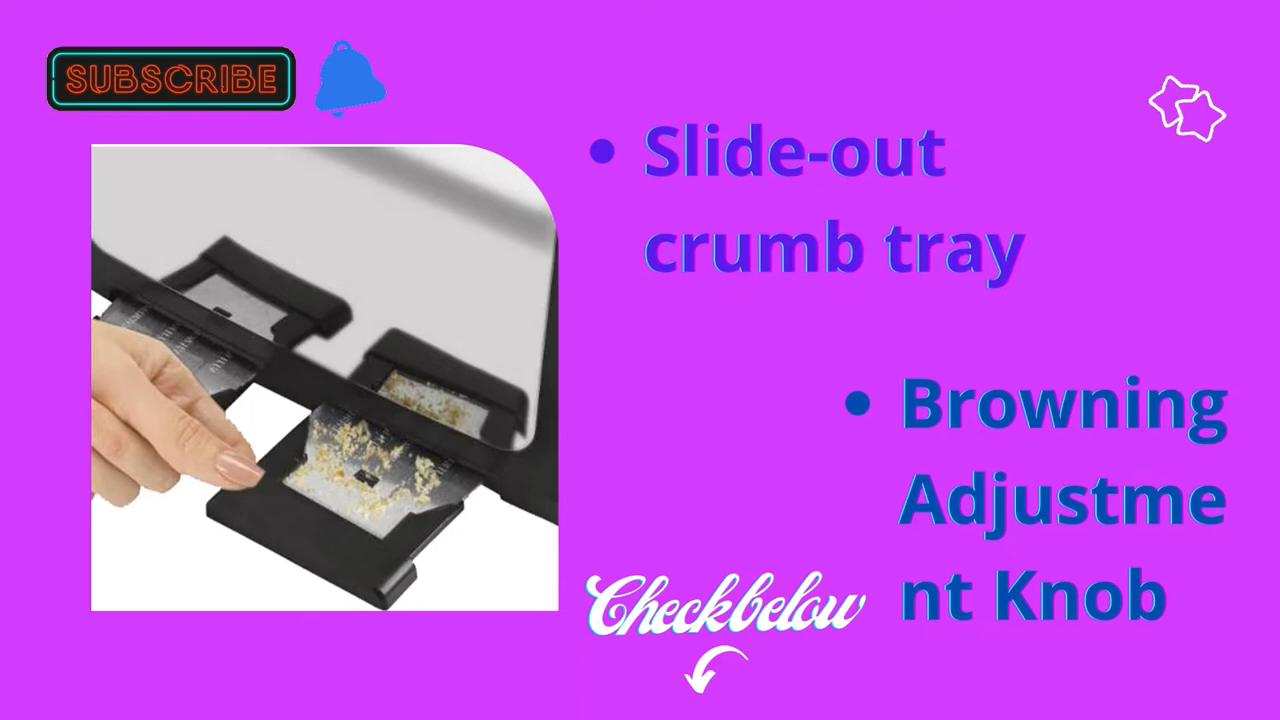 SUBSCRIBE
• Slide-out
crumb tray
• Browning
Adjustme
nt Knob
Checkbelow